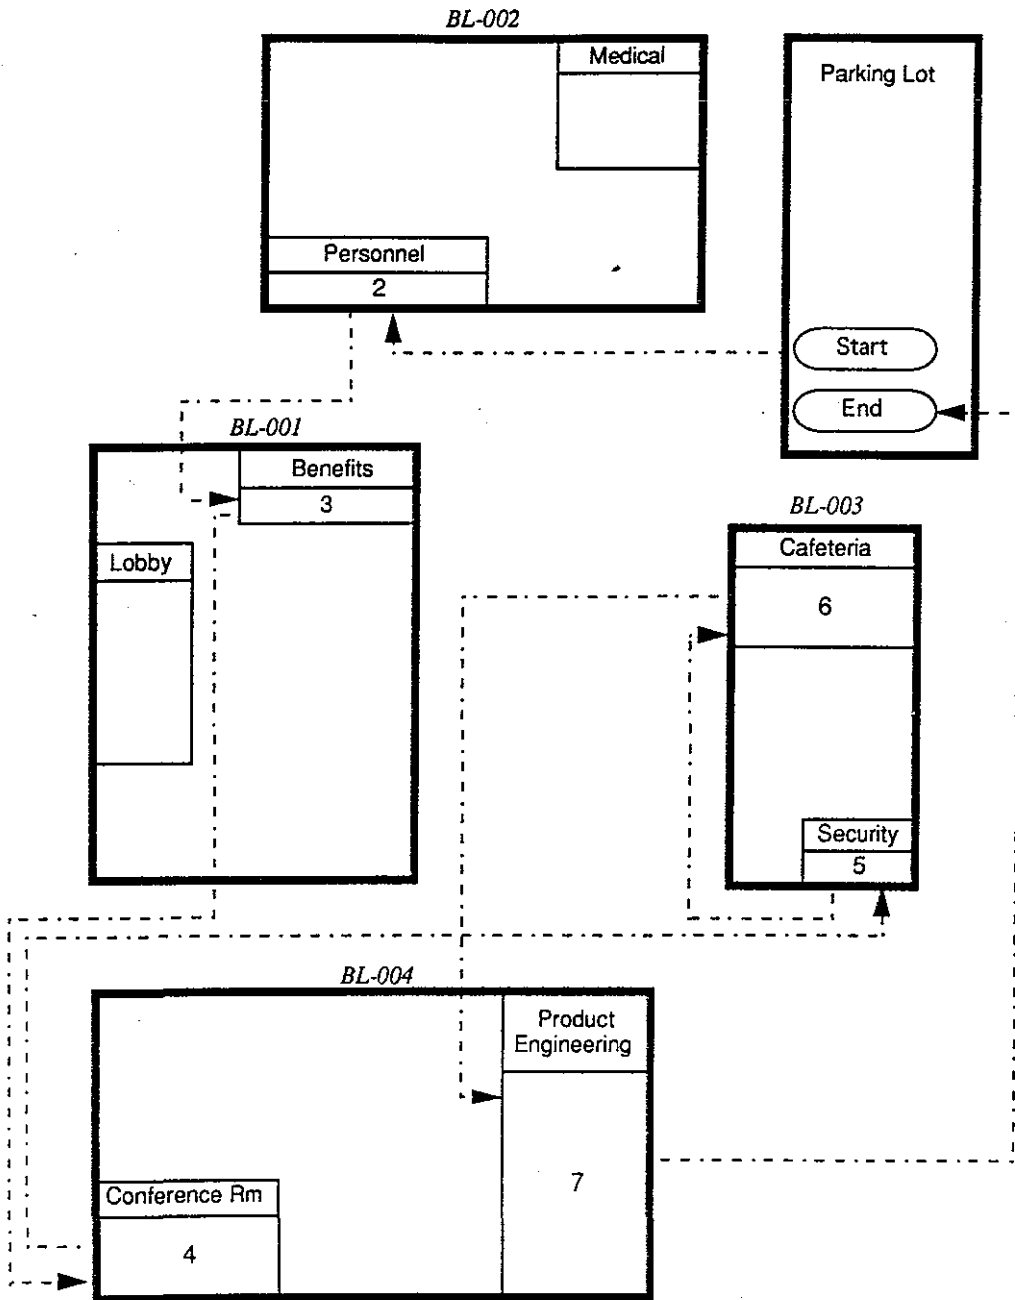 BL-002
Medical
Parking Lot
Personnel
2
Start
End
BL-001
Benefits
3
Lobby
BL-003
Cafeteria
6
Security
5
BL-004
Product
Engineering
7
Conference Rm
4